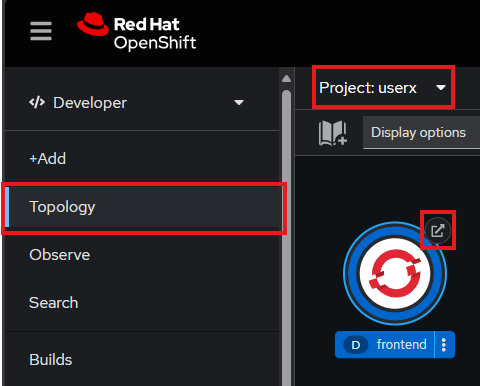 Red Hat
OpenShift
Developer
Project: userx
+Add
Display options
Topology
Observe
Search
D frontend
Builds